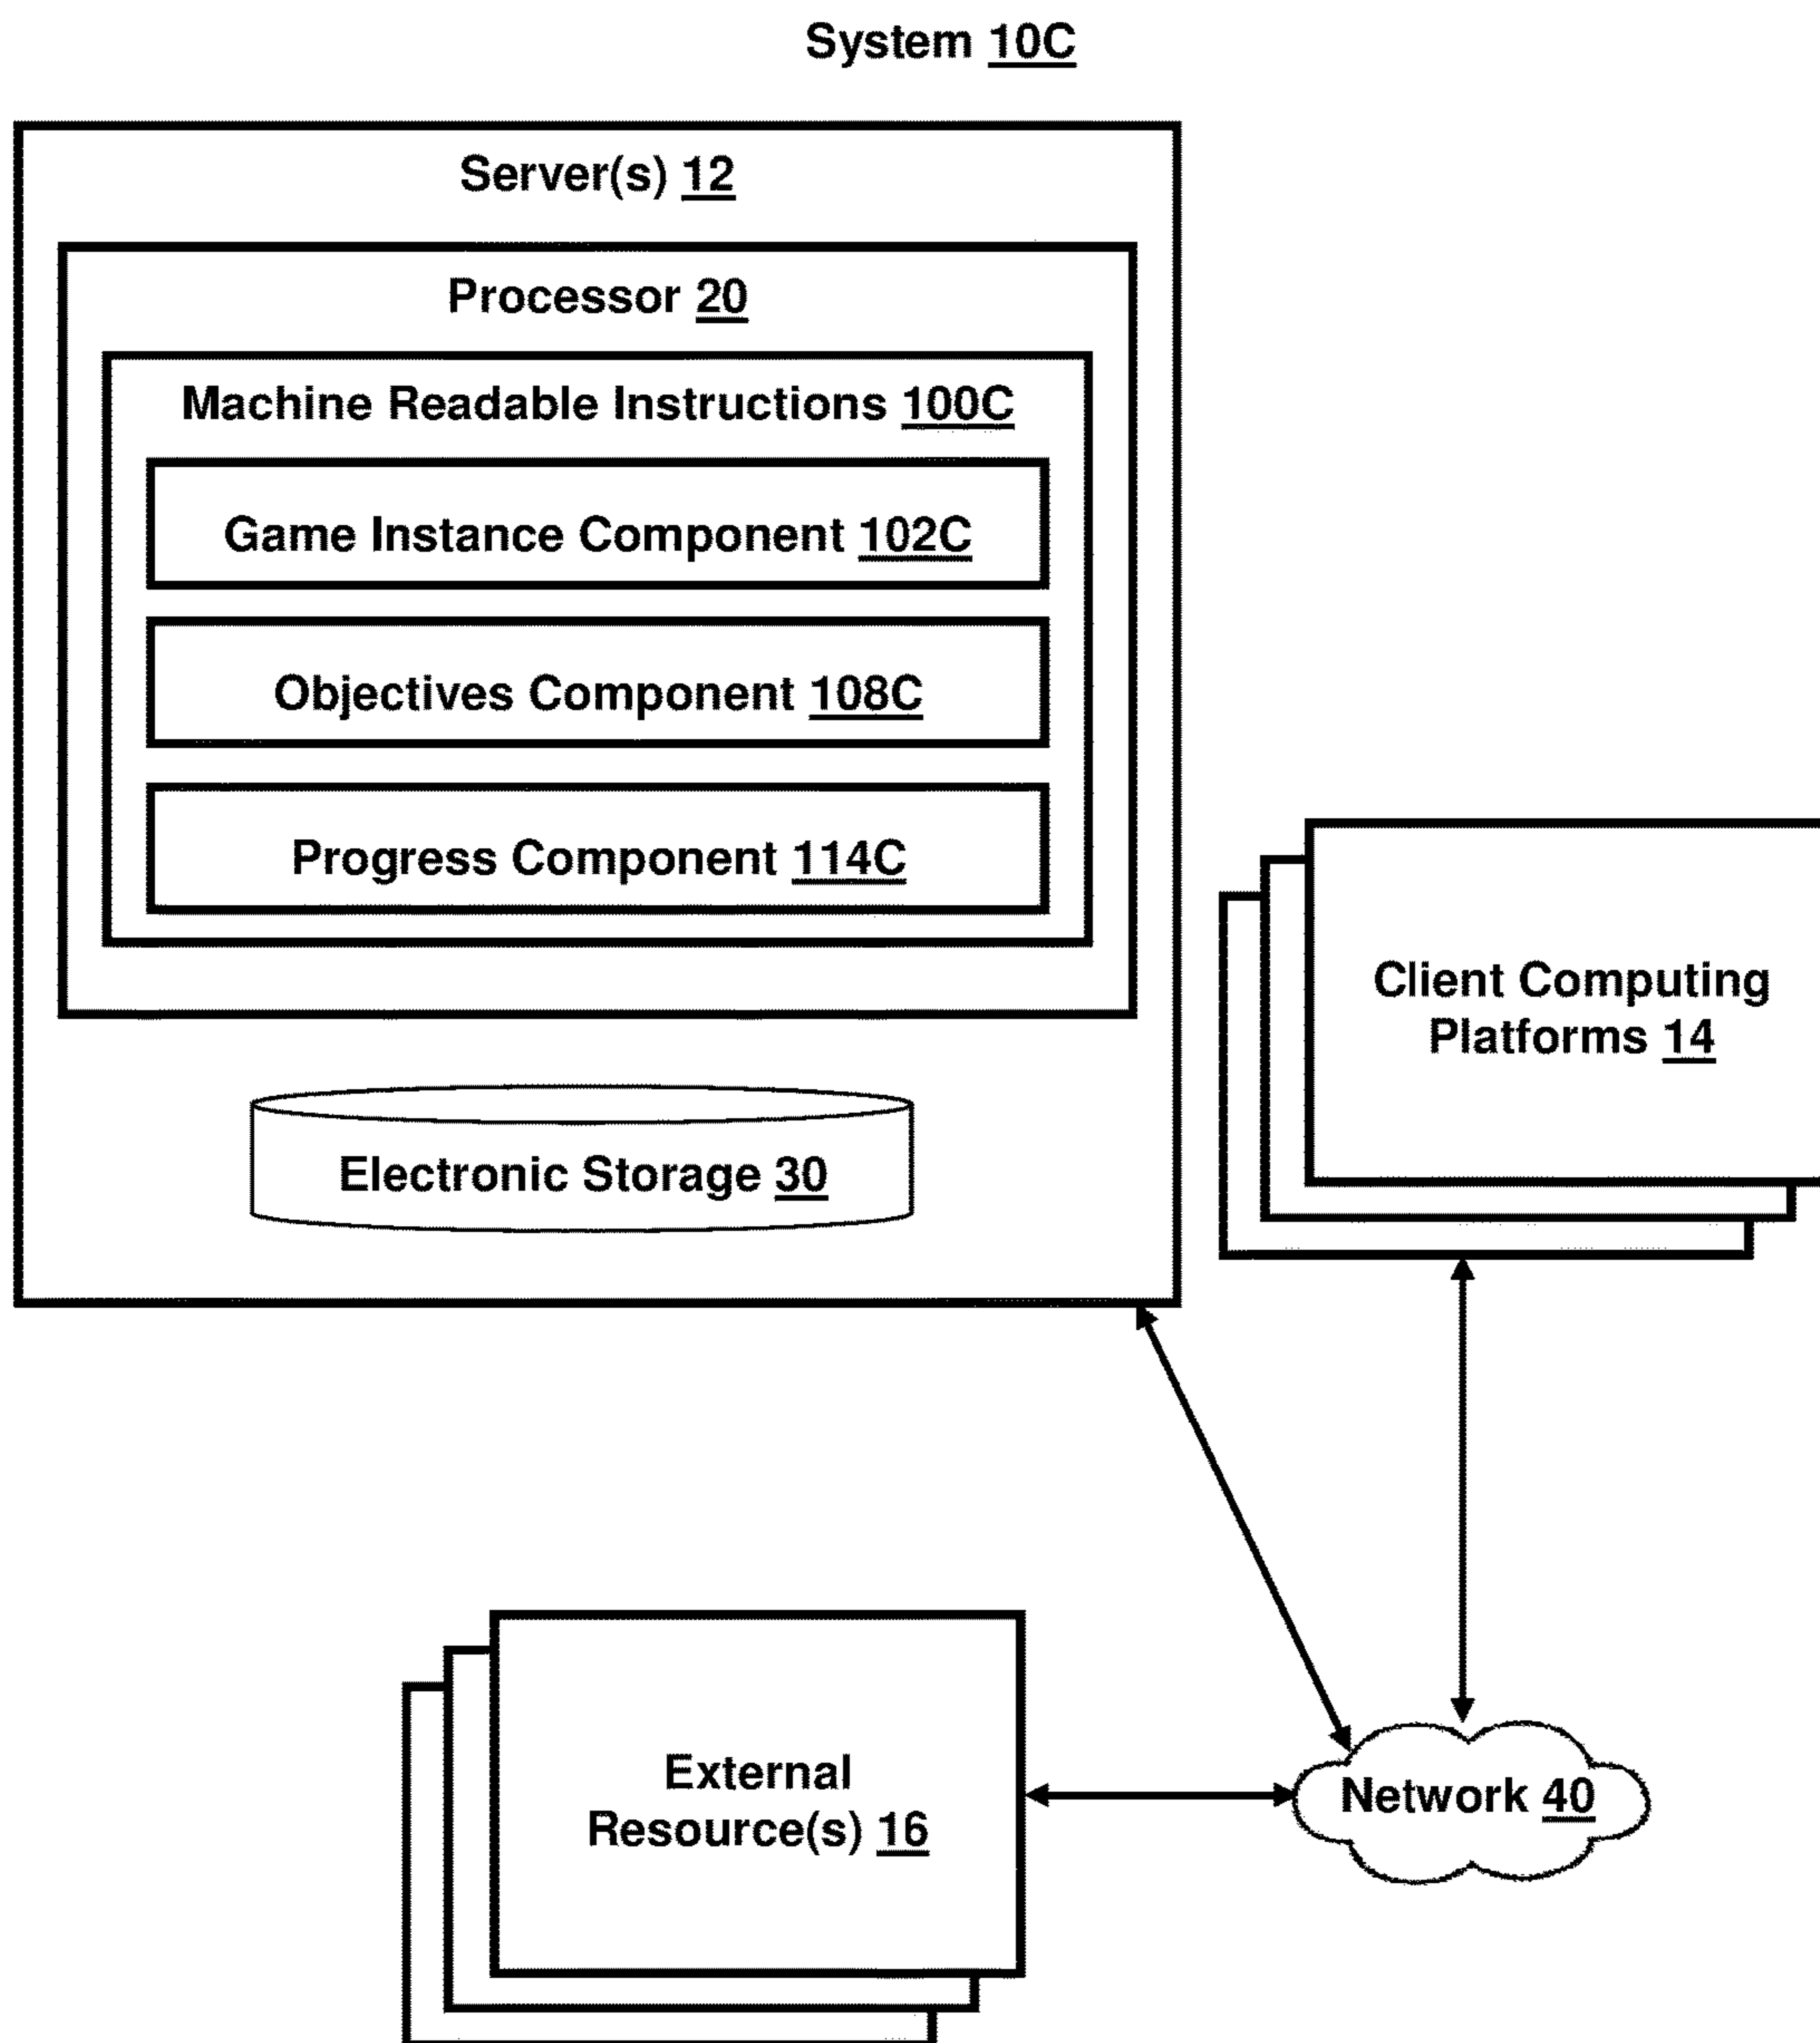 System 10C
Server(s) 12
Processor 20
Machine Readable Instructions 100C
Game Instance Component 102C
Objectives Component 108C
Progress Component 114C
Electronic Storage 30
Client Computing
Platforms 14
External
Resource(s) 16
Network 40